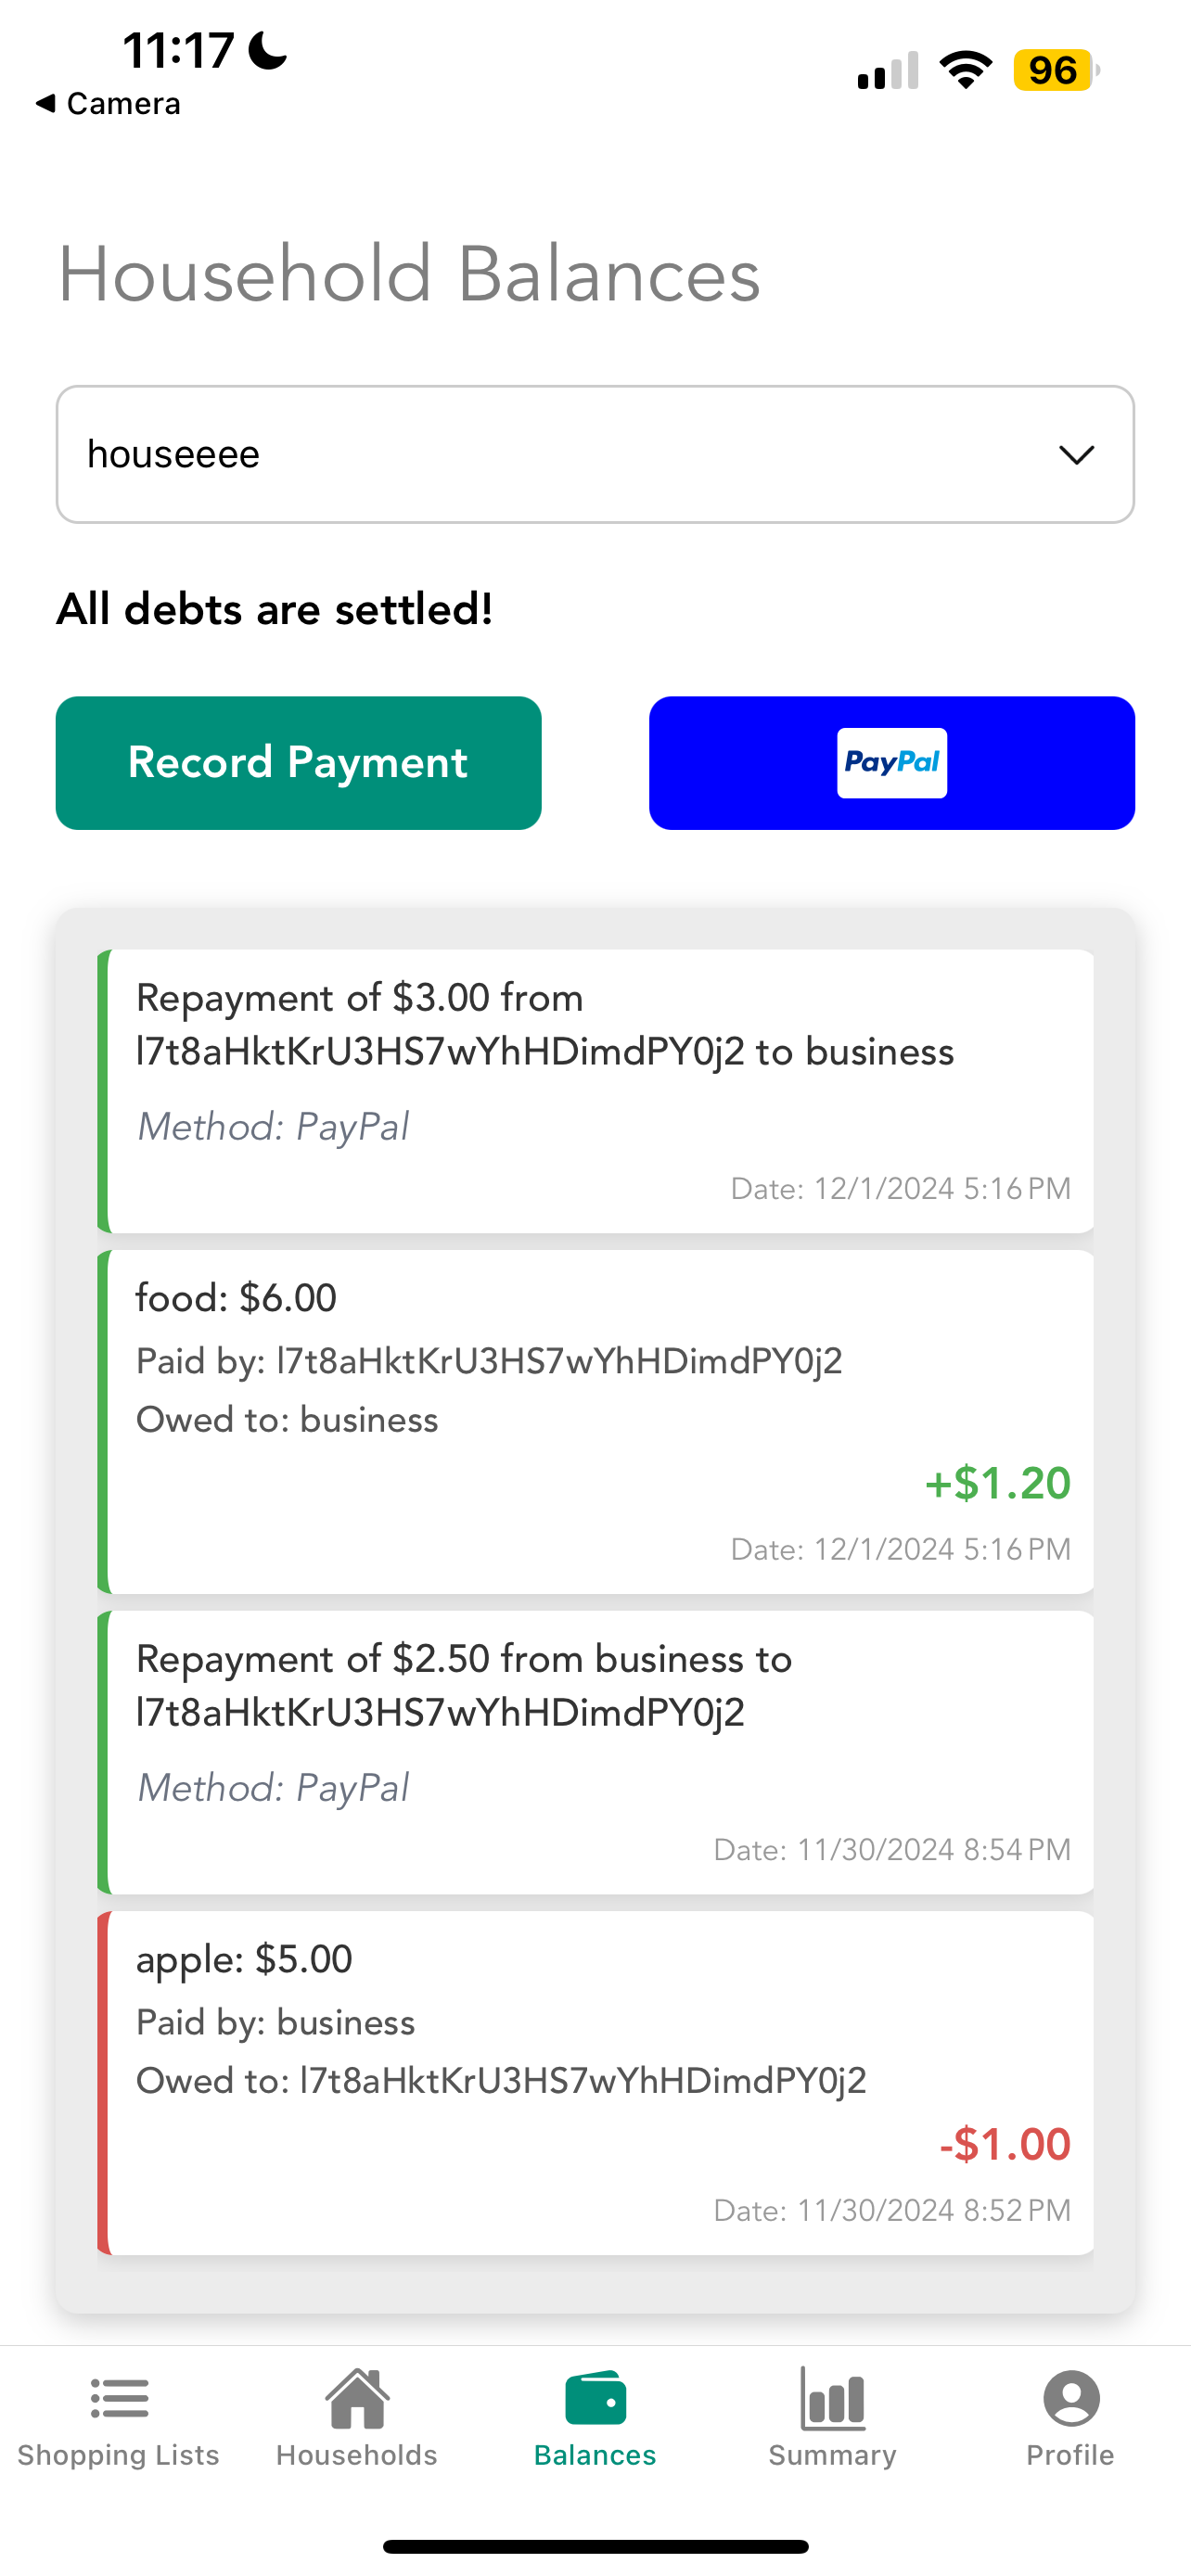 11:17
96
◀ Camera
Household Balances
houseeee
All debts are settled!
Record Payment
PayPal
Repayment of $3.00 from
l7t8aHktKrU3HS7wYhHDimdPY0j2 to business
Method: PayPal
Date: 12/1/2024 5:16 PM
food: $6.00
Paid by: l7t8aHktKrU3HS7wYhHDimdPY0j2
Owed to: business
+$1.20
Date: 12/1/2024 5:16 PM
Repayment of $2.50 from business to
l7t8aHktKrU3HS7wYhHDimdPY0j2
Method: PayPal
Date: 11/30/2024 8:54 PM
apple: $5.00
Paid by: business
Owed to: l7t8aHktKrU3HS7wYhHDimdPY0j2
-$1.00
Date: 11/30/2024 8:52 PM
Shopping Lists
Households
Balances
Summary
Profile